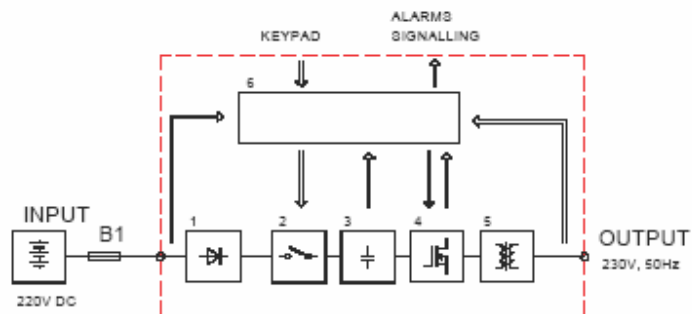 ALARMS
KEYPAD SIGNALLING
6
INPUT
B1
1 2 3 4 5
OUTPUT
230V, 50Hz
220V DC